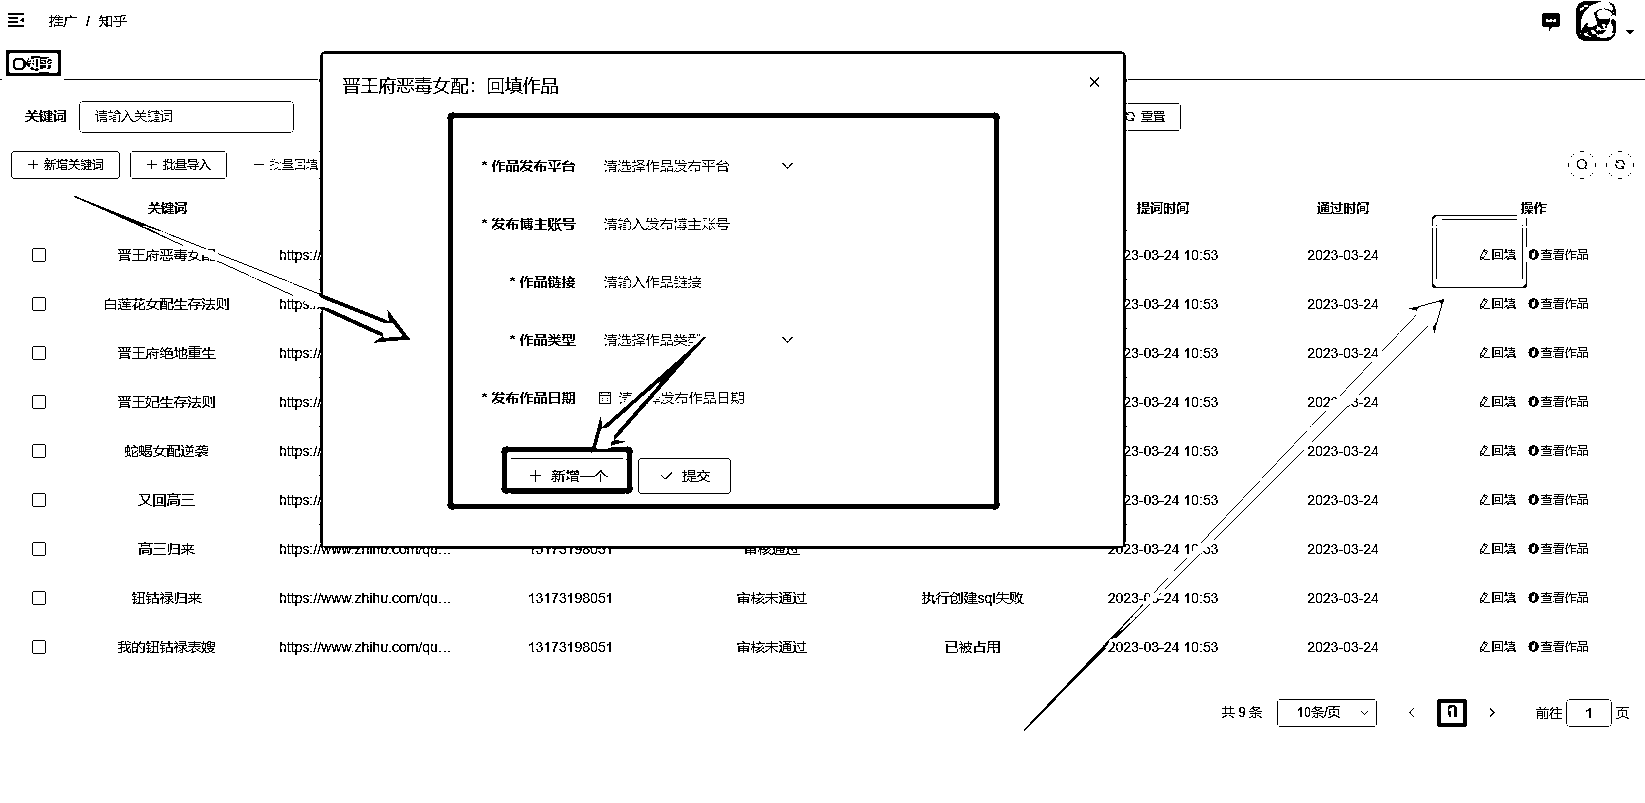 推广 / 知乎
知乎
关键词 请输入关键词 重置
+ 新增关键词 + 批量导入 批量回填
关键词 提词时间 通过时间 操作
晋王府恶毒女配：回填作品
* 作品发布平台 请选择作品发布平台
* 发布博主账号 请输入发布博主账号
* 作品链接 请输入作品链接
* 作品类型 请选择作品类型
* 发布作品日期 发布作品日期
+ 新增一个 提交
晋王府恶毒女配 https:// 23-03-24 10:53 2023-03-24 回填 查看作品
白莲花女配生存法则 https:// 23-03-24 10:53 2023-03-24 回填 查看作品
晋王府绝地重生 https:// 23-03-24 10:53 2023-03-24 回填 查看作品
晋王妃生存法则 https:// 23-03-24 10:53 2023-03-24 回填 查看作品
蛇蝎女配逆袭 https:// 23-03-24 10:53 2023-03-24 回填 查看作品
又回高三 https:// 23-03-24 10:53 2023-03-24 回填 查看作品
高三归来 https://www.zhihu.com/qu... 13173198051 审核未通过 2023-03-24 10:53 2023-03-24 回填 查看作品
钮钴禄归来 https://www.zhihu.com/qu... 13173198051 审核未通过 执行创建sql失败 2023-03-24 10:53 2023-03-24 回填 查看作品
我的钮钴禄表嫂 https://www.zhihu.com/qu... 13173198051 审核未通过 已被占用 2023-03-24 10:53 2023-03-24 回填 查看作品
共 9 条 10条/页 1 前往 1 页